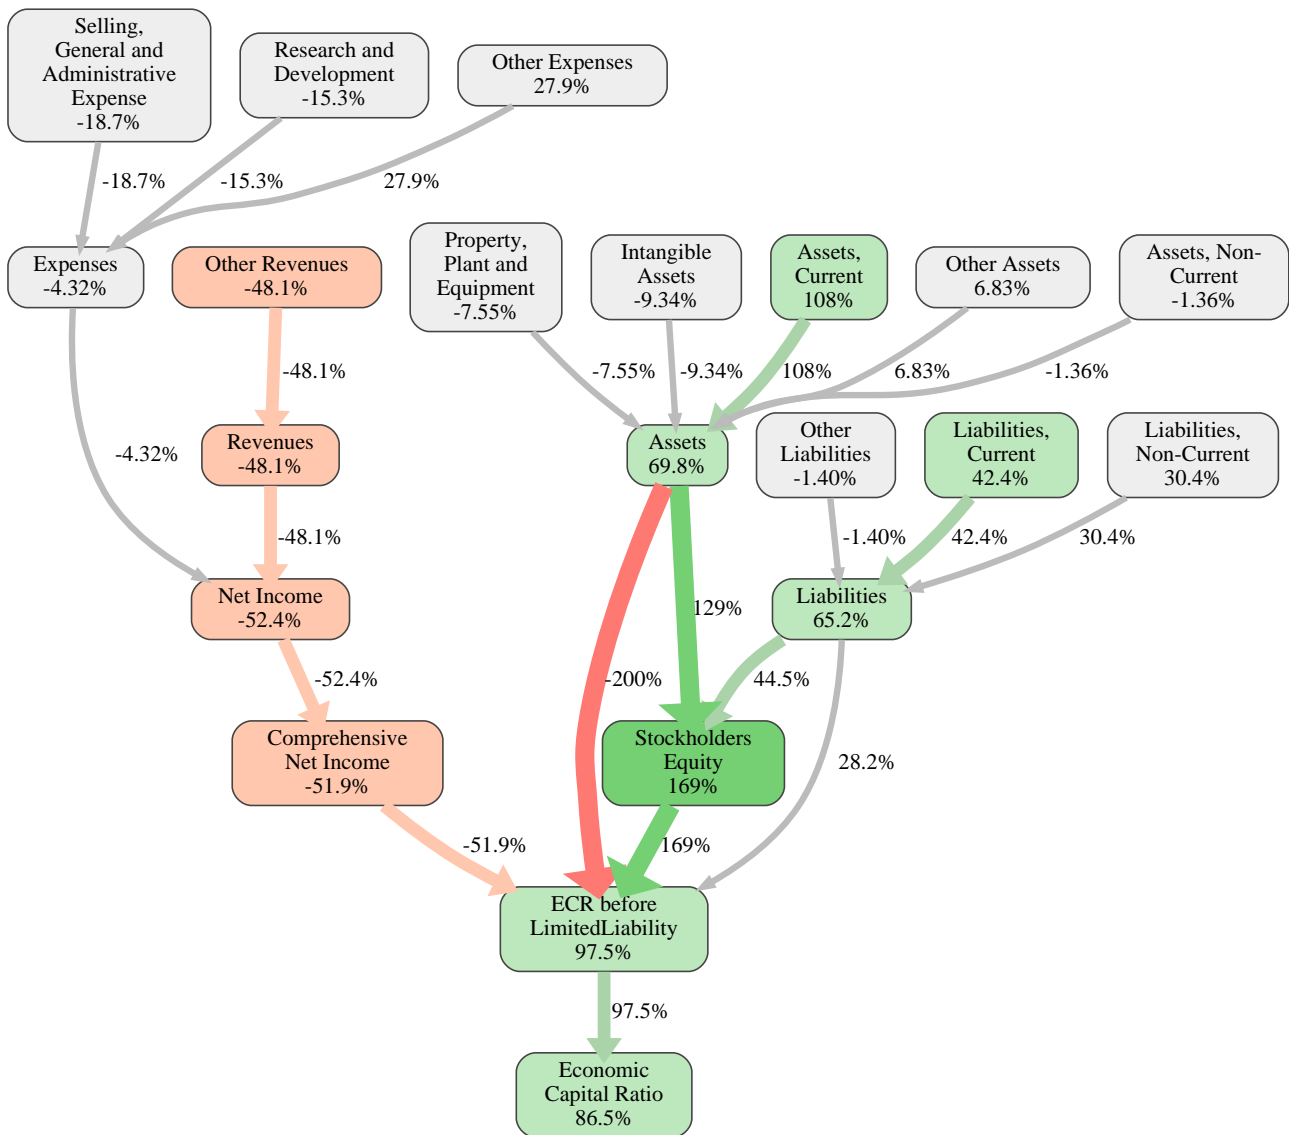 Selling,
General and
Administrative
Expense
-18.7%
Research and
Development
-15.3%
Other Expenses
27.9%
-18.7%
-15.3%
27.9%
Expenses
-4.32%
Other Revenues
-48.1%
Property,
Plant and
Equipment
-7.55%
Intangible
Assets
-9.34%
Assets,
Current
108%
Other Assets
6.83%
Assets, Non-
Current
-1.36%
-48.1%
-7.55%
-9.34%
108%
6.83%
-1.36%
-4.32%
Revenues
-48.1%
Assets
69.8%
Other
Liabilities
-1.40%
Liabilities,
Current
42.4%
Liabilities,
Non-Current
30.4%
-48.1%
-1.40%
42.4%
30.4%
Net Income
-52.4%
129%
Liabilities
65.2%
-52.4%
-200%
44.5%
Comprehensive
Net Income
-51.9%
Stockholders
Equity
169%
28.2%
-51.9%
169%
ECR before
LimitedLiability
97.5%
97.5%
Economic
Capital Ratio
86.5%